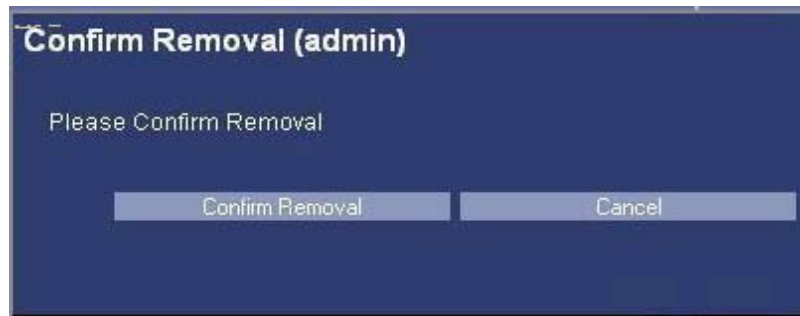 Confirm Removal (admin)
Please Confirm Removal
Confirm Removal
Cancel